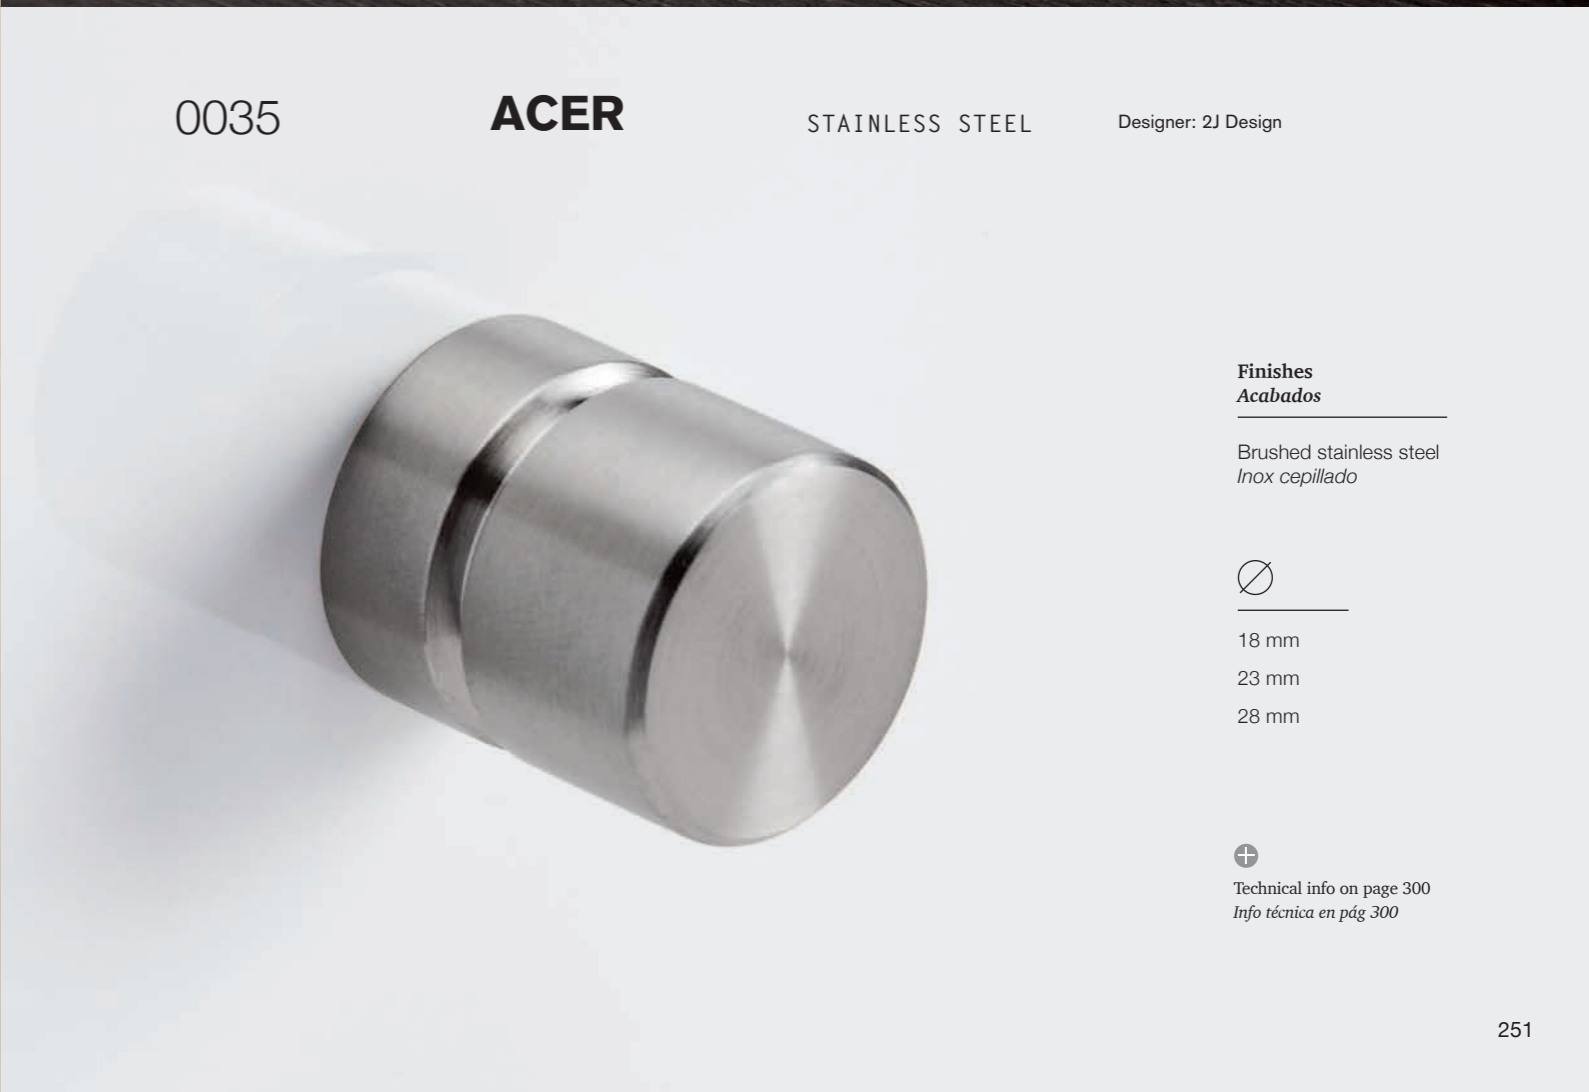 0035
ACER
STAINLESS STEEL
Designer: 2J Design
Finishes
Acabados
Brushed stainless steel
Inox cepillado
18 mm
23 mm
28 mm
Technical info on page 300
Info técnica en pág 300
251